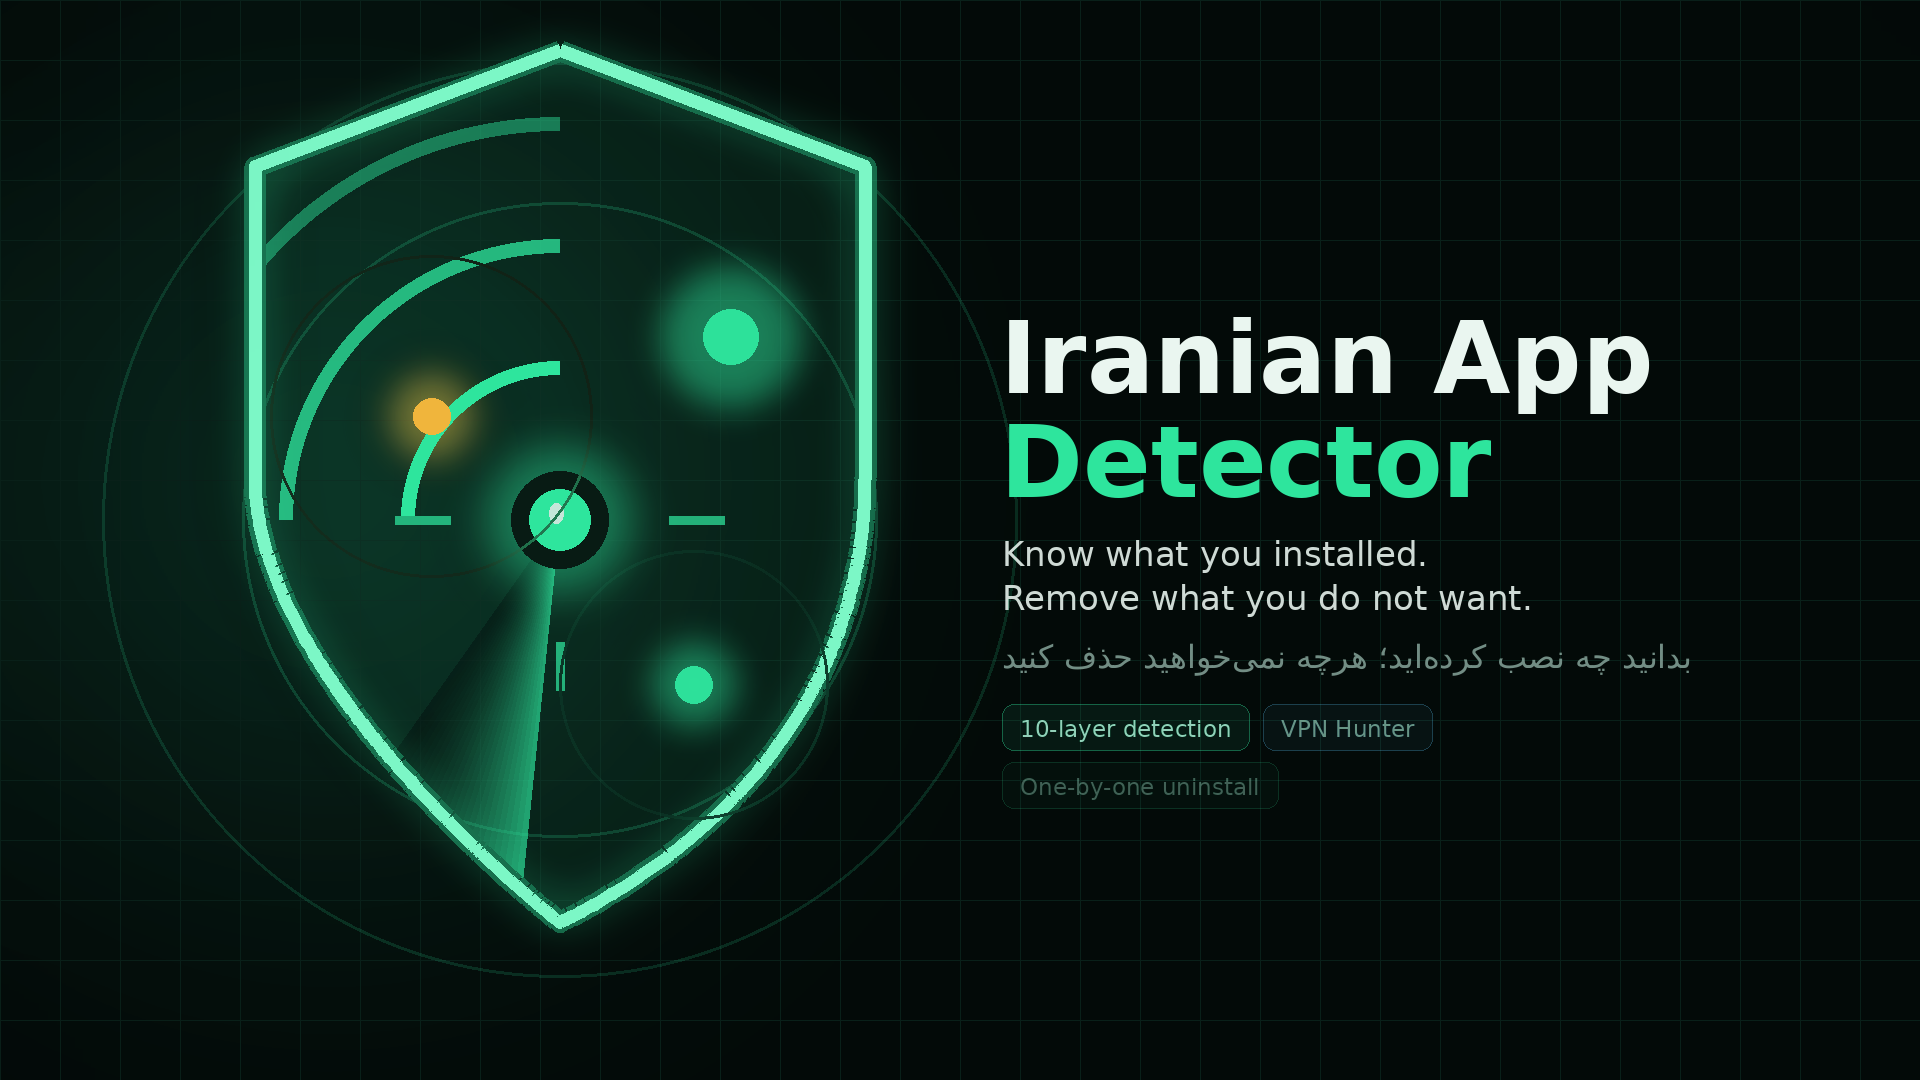 Iranian App
Detector
Know what you installed.
Remove what you do not want.
بدانید چه نصب کرده‌اید؛ هرچه نمی‌خواهید حذف کنید
10-layer detection
VPN Hunter
One-by-one uninstall